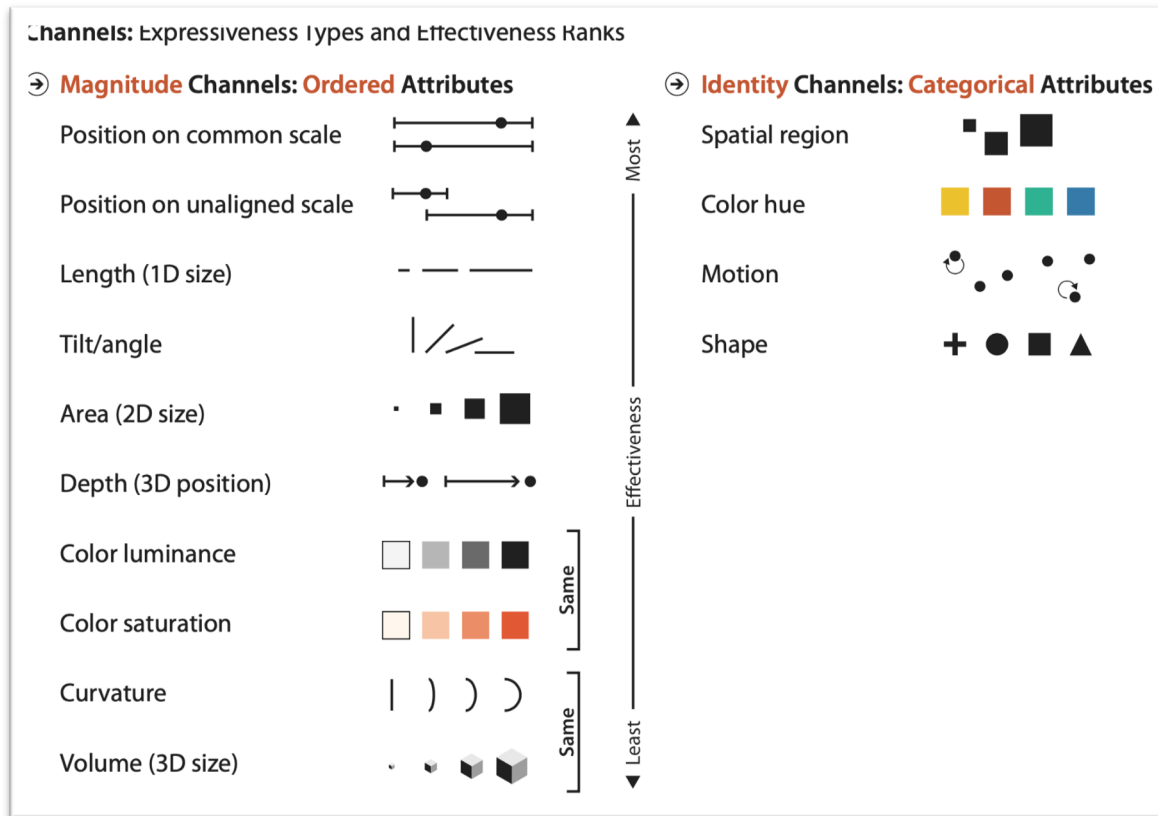 Channels: Expressiveness Types and Effectiveness Ranks
Magnitude Channels: Ordered Attributes
Position on common scale
Position on unaligned scale
Length (1D size)
Tilt/angle
Area (2D size)
Depth (3D position)
Color luminance
Color saturation
Curvature
Volume (3D size)
Same
Same
Most
Effectiveness
Least
Identity Channels: Categorical Attributes
Spatial region
Color hue
Motion
Shape